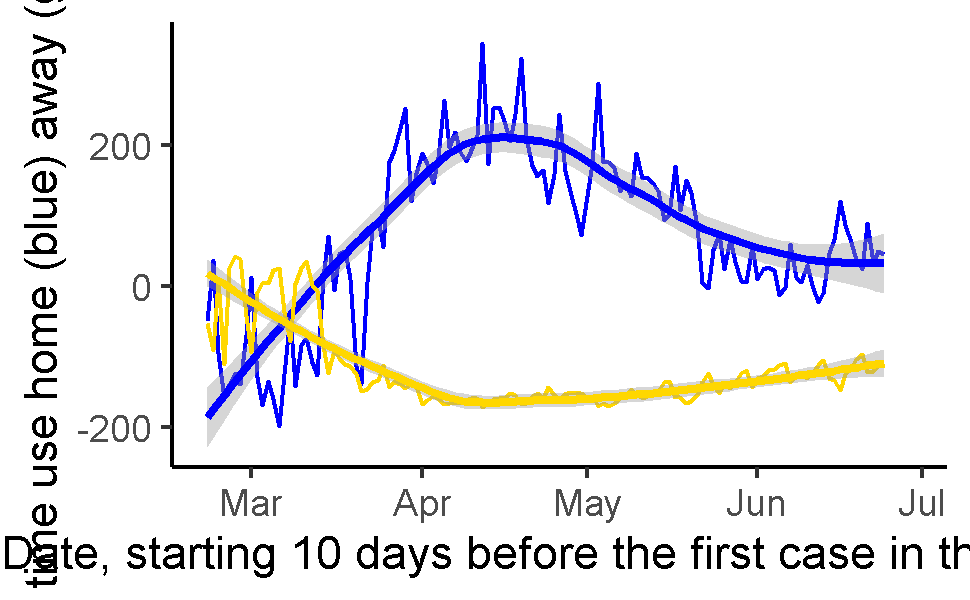 time use home (blue) away (
200
0
-200
Mar Apr May Jun Jul
Date, starting 10 days before the first case in th